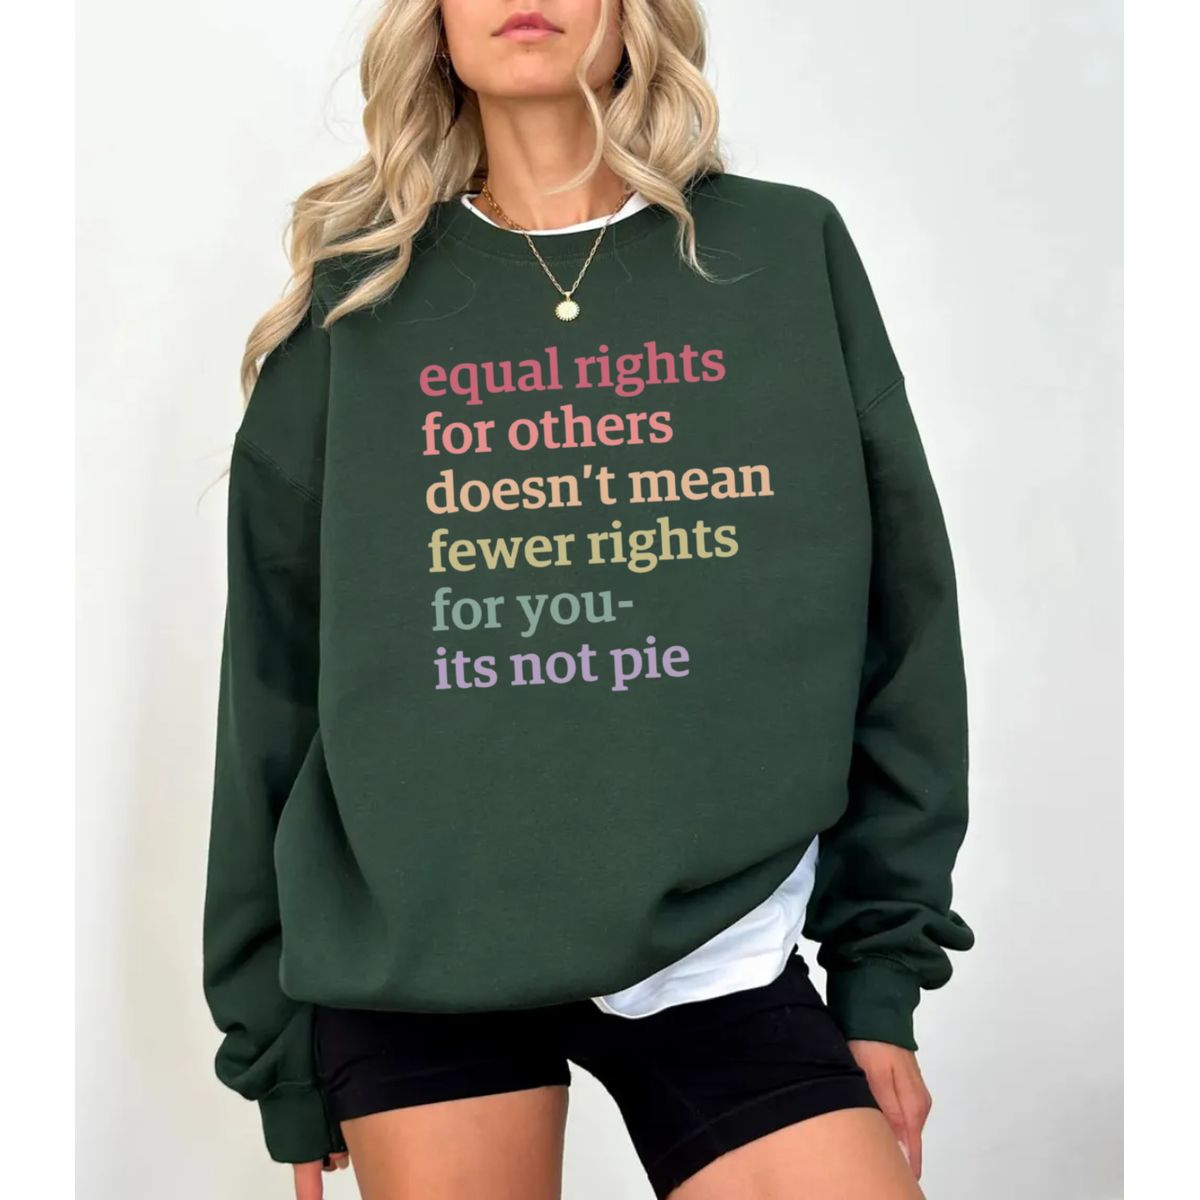 equal rights
for others
doesn't mean
fewer rights
for you-
its not pie